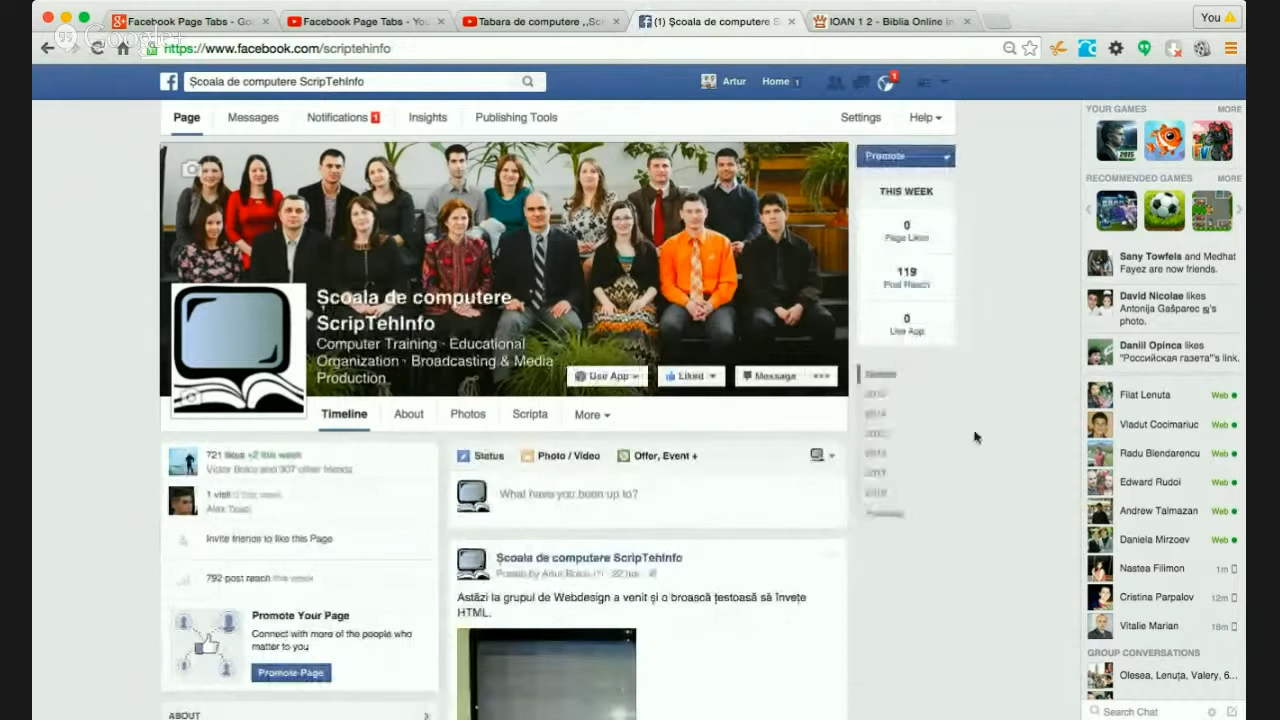 Facebook Page Tabs - Go
Facebook Page Tabs - You
Tabara de computere ,,Scr
(1) Școala de computere S
IOAN 1 2 - Biblia Online în
You
Google+
https://www.facebook.com/scriptehinfo
Școala de computere ScripTehInfo
Artur
Home 1
1
Page
Messages
Notifications 1
Insights
Publishing Tools
Settings
Help
Școala de computere
ScripTehInfo
Computer Training · Educational
Organization · Broadcasting & Media
Production
Use App
Liked
Message
Timeline
About
Photos
Scripta
More
Promote
THIS WEEK
0
Page Likes
119
Post Reach
0
Use App
721 likes +2 this week
and 307 other friends
1 visit
Invite friends to like this Page
792 post reach this week
Promote Your Page
Connect with more of the people who
matter to you
Promote Page
ABOUT
Status
Photo / Video
Offer, Event +
What have you been up to?
Școala de computere ScripTehInfo
Posted by Artur
Astăzi la grupul de Webdesign a venit și o broască țestoasă să învețe
HTML.
YOUR GAMES
MORE
2015
RECOMMENDED GAMES
MORE
Sany Towfels and Medhat
Fayez are now friends.
David Nicolae likes
Antonija Gašparec 's
photo.
Daniil Opinca likes
"Российская газета"'s link.
Filat Lenuta
Web
Vladut Cocimariuc
Web
Radu Blendarencu
Web
Edward Rudoi
Web
Andrew Talmazan
Web
Daniela Mirzoev
Web
Nastea Filimon
1m
Cristina Parpalov
12m
Vitalie Marian
18m
GROUP CONVERSATIONS
Olesea, Lenuța, Valery, 6...
Search Chat